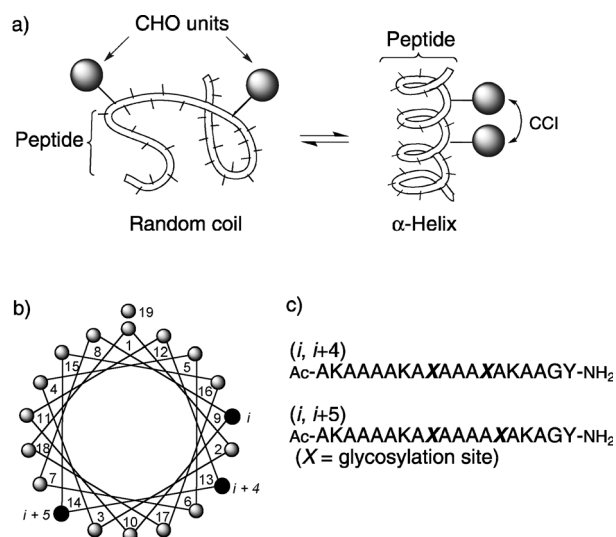 a)
CHO units
Peptide
Peptide
CCI
Random coil
α-Helix
b)
19
1
8
12
15
5
4
16
11
9
i
18
2
7
13
i + 4
14
6
i + 5
3
10
17
c)
(i, i+4)
Ac-AKAAAAKAXAAAXAKAAGY-NH2
(i, i+5)
Ac-AKAAAAKAXAAAAXAKAGY-NH2
(X = glycosylation site)